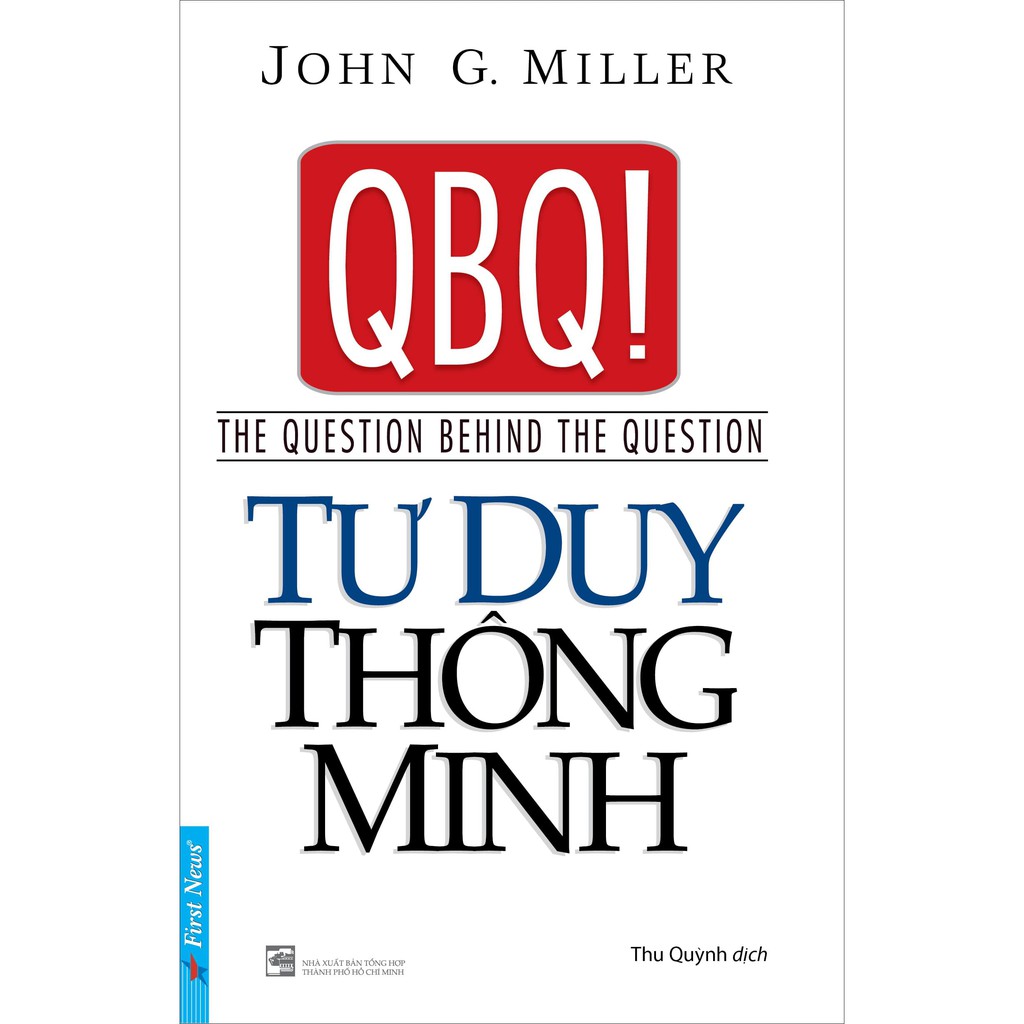 JOHN G. MILLER
QBQ!
THE QUESTION BEHIND THE QUESTION
TƯ DUY
THÔNG
MINH
First News®
NHÀ XUẤT BẢN TỔNG HỢP
THÀNH PHỐ HỒ CHÍ MINH
Thu Quỳnh dịch